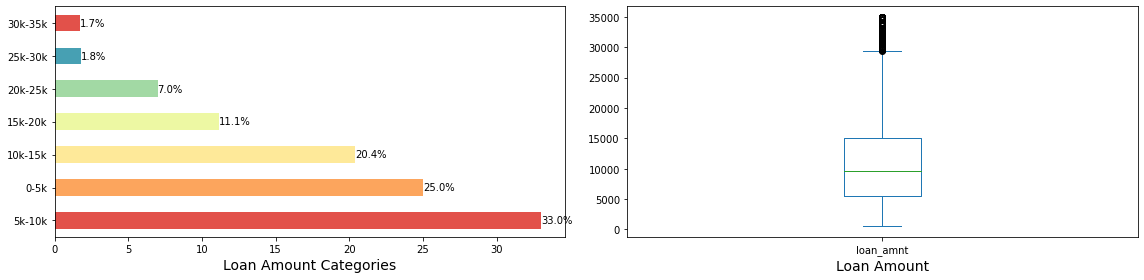 30k-35k 1.7%
25k-30k 1.8%
20k-25k 7.0%
15k-20k 11.1%
10k-15k 20.4%
0-5k 25.0%
5k-10k 33.0%
0 5 10 15 20 25 30
Loan Amount Categories
35000
30000
25000
20000
15000
10000
5000
0
loan_amnt
Loan Amount